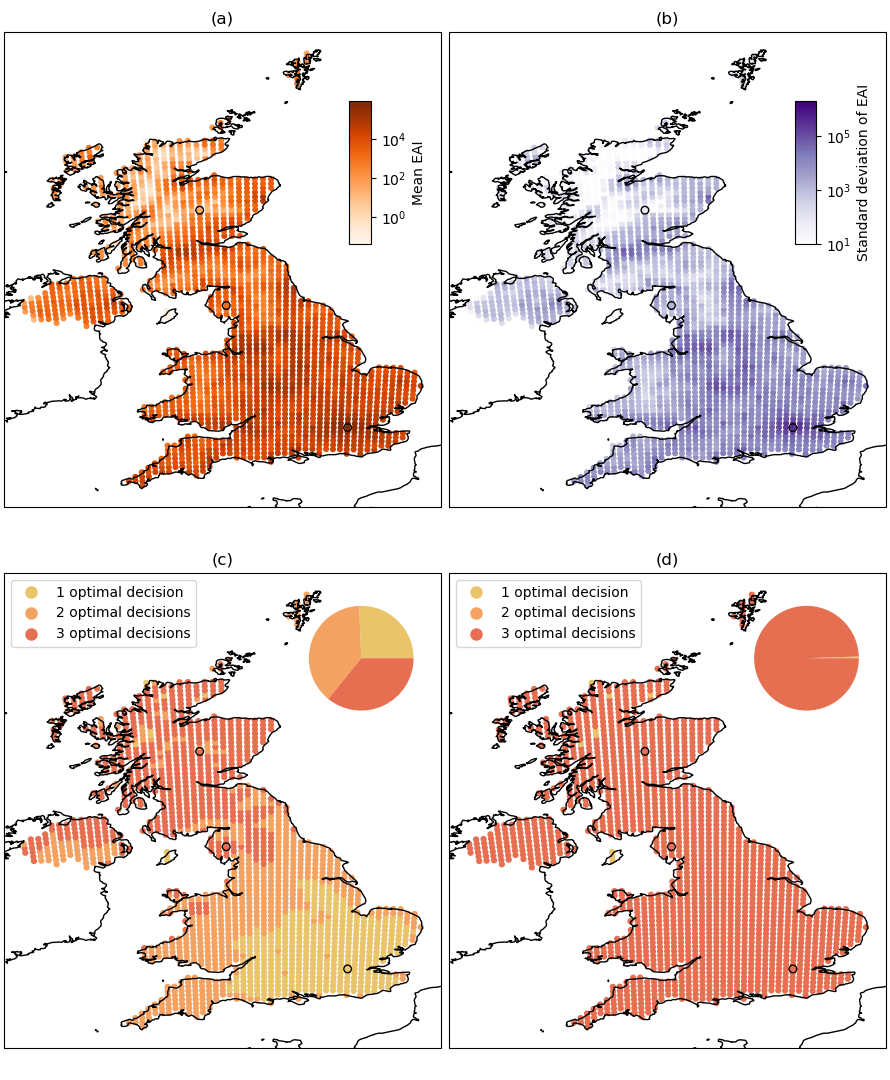 (a)
10^4
10^2
10^0
Mean EAI
(b)
10^5
10^3
10^1
Standard deviation of EAI
(c)
1 optimal decision
2 optimal decisions
3 optimal decisions
(d)
1 optimal decision
2 optimal decisions
3 optimal decisions